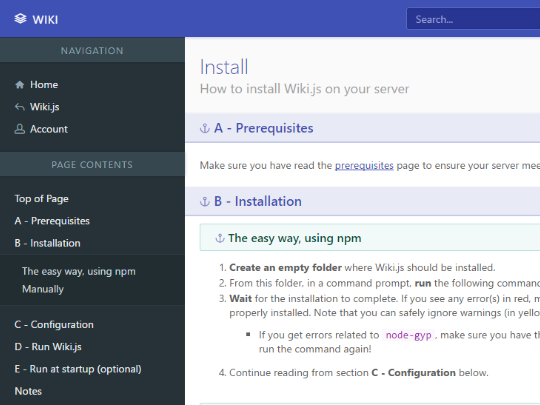 WIKI
Search...
NAVIGATION
Home
Wiki.js
Account
PAGE CONTENTS
Top of Page
A - Prerequisites
B - Installation
The easy way, using npm
Manually
C - Configuration
D - Run Wiki.js
E - Run at startup (optional)
Notes
Install
How to install Wiki.js on your server
A - Prerequisites
Make sure you have read the prerequisites page to ensure your server mee
B - Installation
The easy way, using npm
1. Create an empty folder where Wiki.js should be installed.
2. From this folder, in a command prompt, run the following command
3. Wait for the installation to complete. If you see any error(s) in red, m
properly installed. Note that you can safely ignore warnings (in yello
If you get errors related to node-gyp , make sure you have th
run the command again!
4. Continue reading from section C - Configuration below.